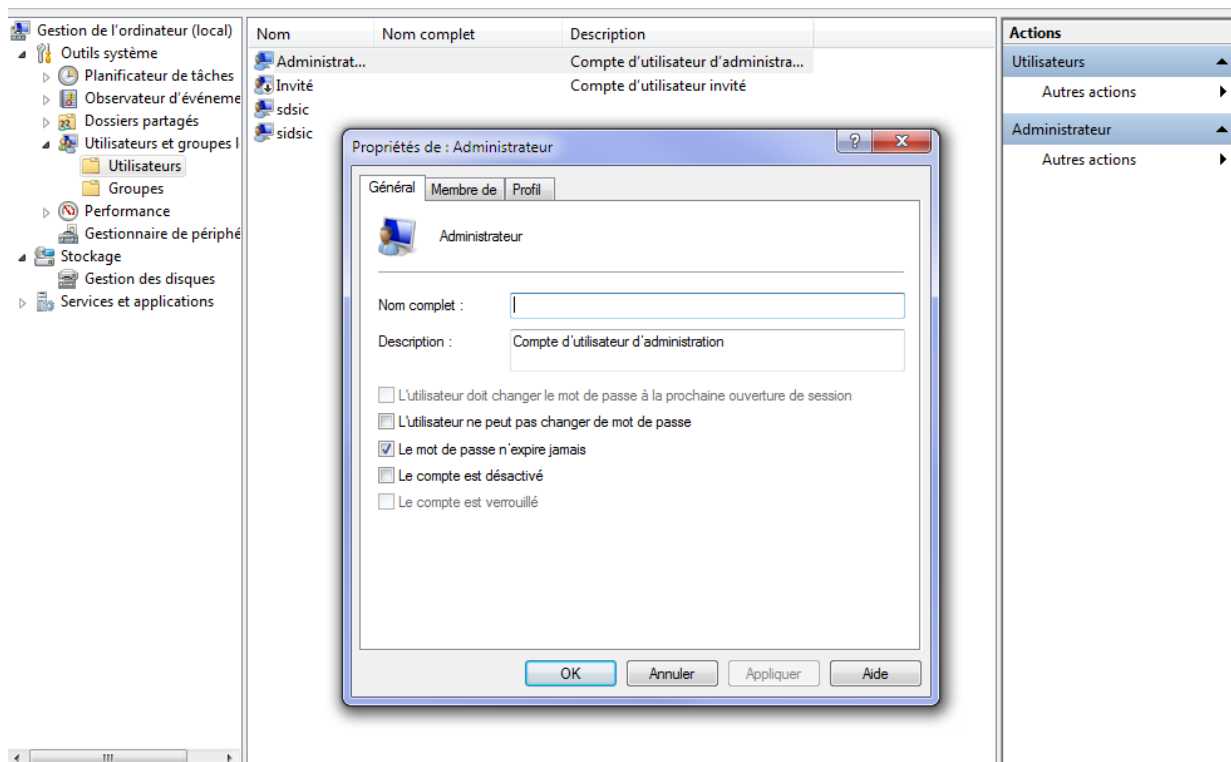 Gestion de l'ordinateur (local)
Outils système
Planificateur de tâches
Observateur d'événeme
Dossiers partagés
Utilisateurs et groupes l
Utilisateurs
Groupes
Performance
Gestionnaire de périphé
Stockage
Gestion des disques
Services et applications
Nom Nom complet Description
Administrat... Compte d'utilisateur d'administra...
Invité Compte d'utilisateur invité
sdsic
sidsic
Propriétés de : Administrateur
Général Membre de Profil
Administrateur
Nom complet :
Description : Compte d'utilisateur d'administration
L'utilisateur doit changer le mot de passe à la prochaine ouverture de session
L'utilisateur ne peut pas changer de mot de passe
Le mot de passe n'expire jamais
Le compte est désactivé
Le compte est verrouillé
OK Annuler Appliquer Aide
Actions
Utilisateurs
Autres actions
Administrateur
Autres actions